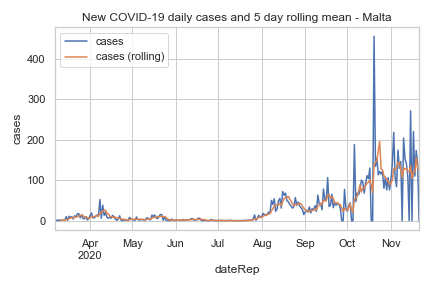 New COVID-19 daily cases and 5 day rolling mean - Malta
cases
cases (rolling)
400
300
200
100
0
cases
Apr May Jun Jul Aug Sep Oct Nov
2020
dateRep